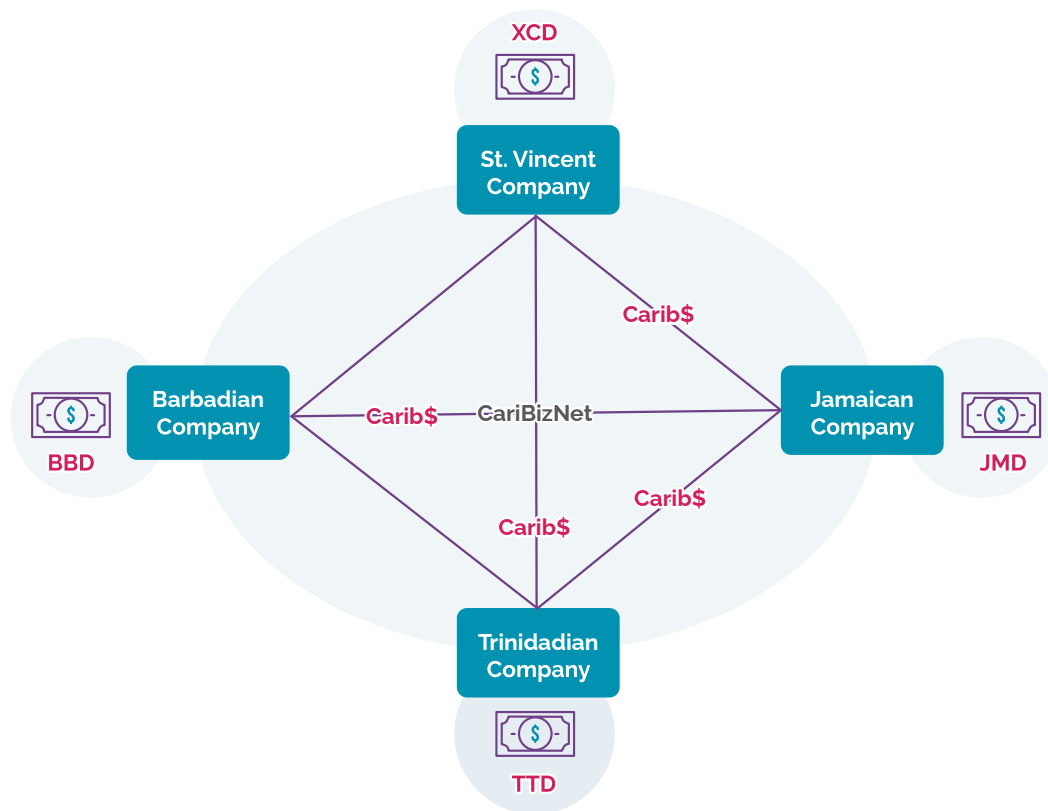 XCD
$
St. Vincent
Company
Carib$
Barbadian
Company
$
BBD
Carib$
CariBizNet
Jamaican
Company
$
JMD
Carib$
Carib$
Trinidadian
Company
$
TTD